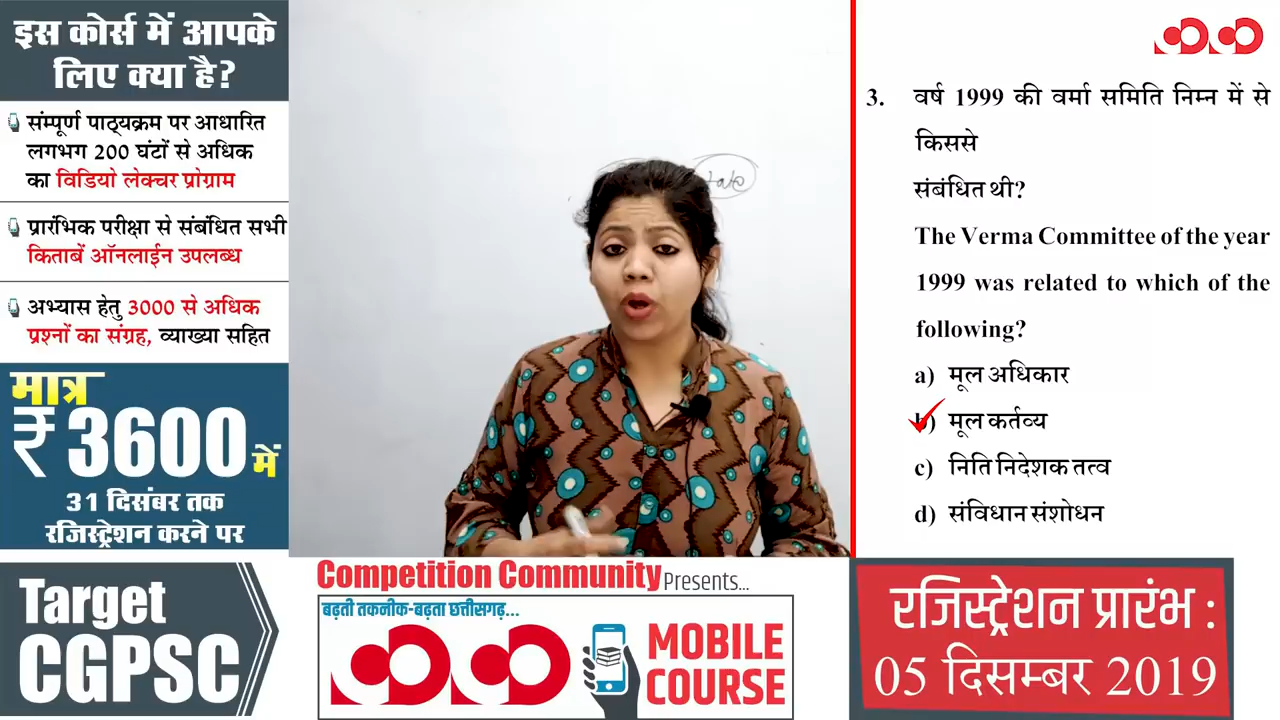 इस कोर्स में आपके
लिए क्या है?
संम्पूर्ण पाठ्यक्रम पर आधारित
लगभग 200 घंटों से अधिक
का विडियो लेक्चर प्रोग्राम
प्रारंभिक परीक्षा से संबंधित सभी
किताबें ऑनलाईन उपलब्ध
अभ्यास हेतु 3000 से अधिक
प्रश्नों का संग्रह, व्याख्या सहित
मात्र
₹ 3600 में
31 दिसंबर तक
रजिस्ट्रेशन करने पर
Target
CGPSC
3. वर्ष 1999 की वर्मा समिति निम्न में से
किससे
संबंधित थी?
The Verma Committee of the year
1999 was related to which of the
following?
a) मूल अधिकार
b) मूल कर्तव्य
c) निति निदेशक तत्व
d) संविधान संशोधन
Competition Community Presents...
बढ़ती तकनीक-बढ़ता छत्तीसगढ़...
MOBILE
COURSE
रजिस्ट्रेशन प्रारंभ :
05 दिसम्बर 2019